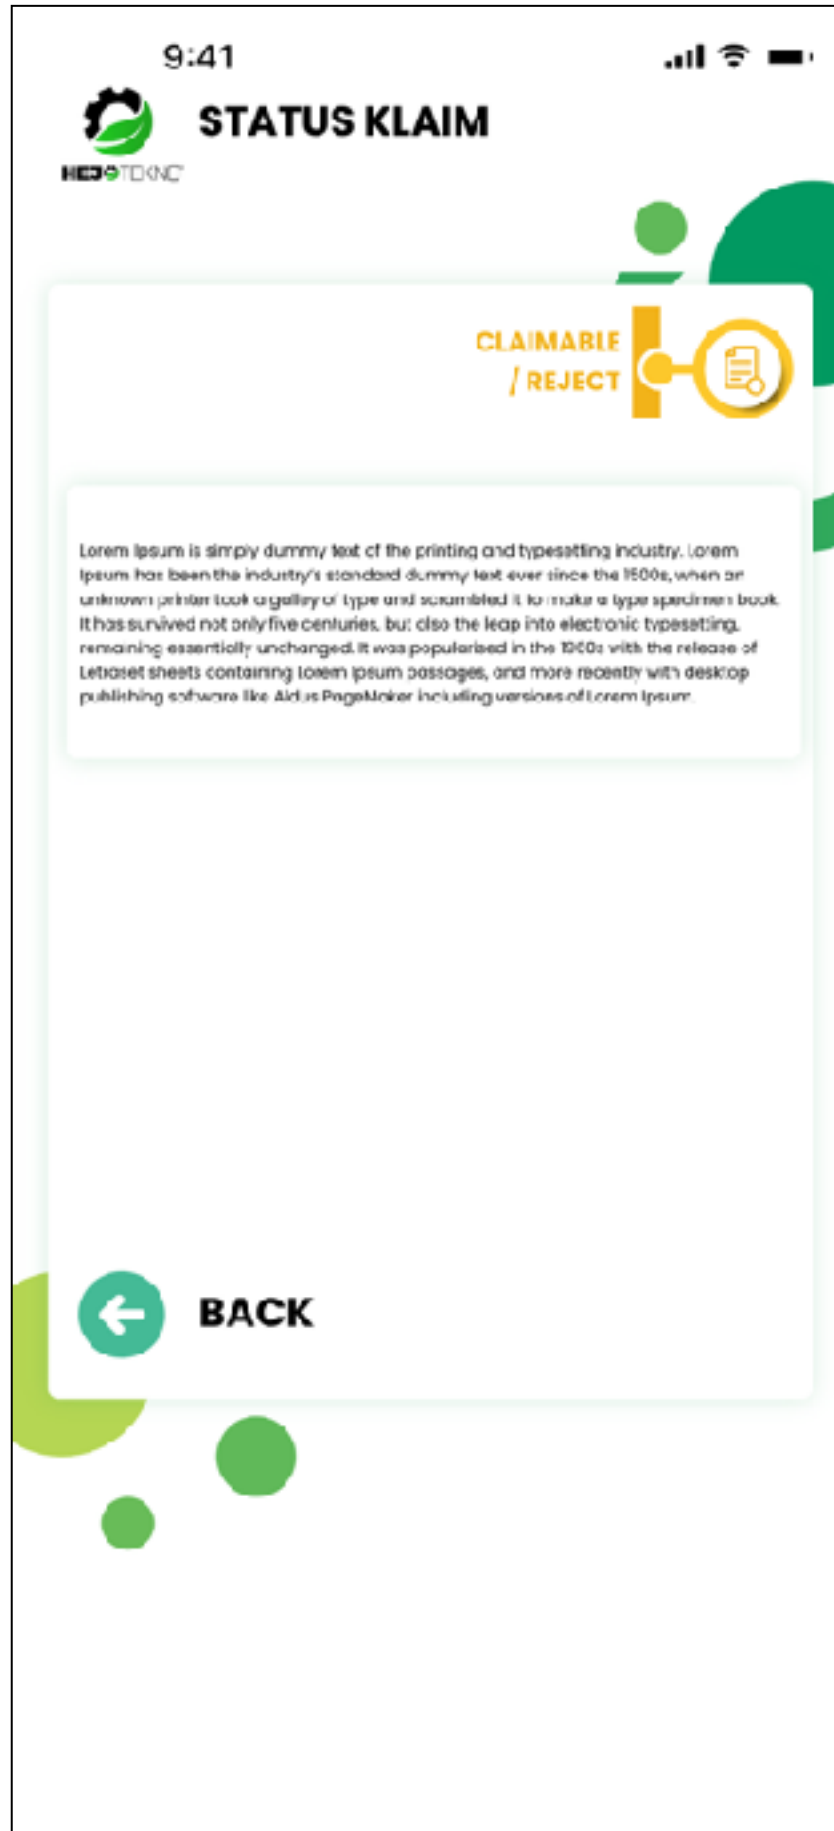 9:41
STATUS KLAIM
HEJOTEKNO
CLAIMABLE
/ REJECT
Lorem Ipsum is simply dummy text of the printing and typesetting industry. Lorem
Ipsum has been the industry's standard dummy text ever since the 1500s, when an
unknown printer took a galley of type and scrambled it to make a type specimen book.
It has survived not only five centuries, but also the leap into electronic typesetting,
remaining essentially unchanged. It was popularised in the 1960s with the release of
Letraset sheets containing Lorem Ipsum passages, and more recently with desktop
publishing software like Aldus PageMaker including versions of Lorem Ipsum.
BACK